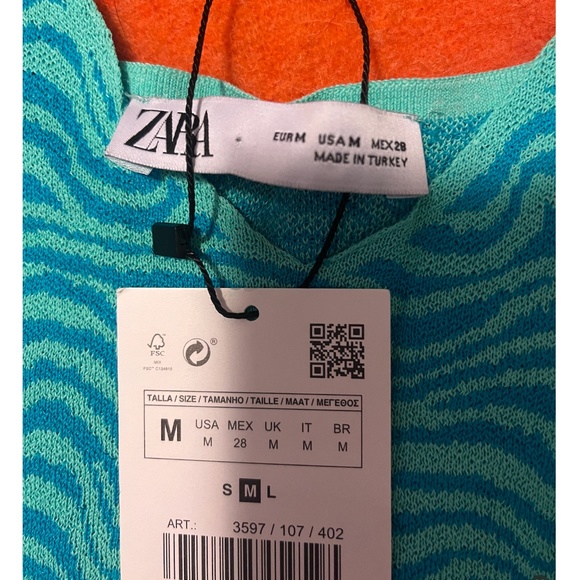 ZARA
EUR M USA M MEX 28
MADE IN TURKEY
FSC
MIX
TALLA / SIZE / TAMANHO / TAILLE / MAAT / ΜΕΓΕΘΟΣ
M
USA MEX UK IT BR
M 28 M M M
S M L
ART.: 3597 / 107 / 402